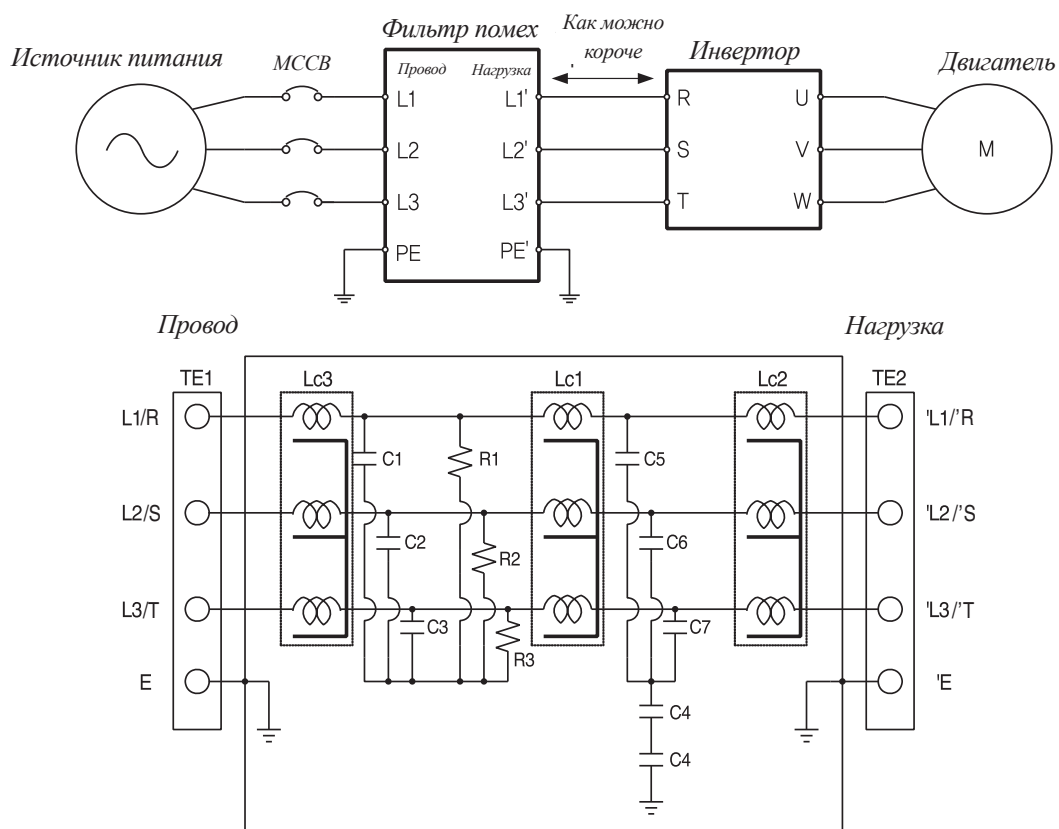 Источник питания
МССВ
Фильтр помех
Как можно
короче
Инвертор
Двигатель
Провод
Нагрузка
L1
L1'
R
U
L2
L2'
S
V
M
L3
L3'
T
W
PE
PE'
Провод
Нагрузка
TE1
Lc3
Lc1
Lc2
TE2
L1/R
'L1/'R
C1
R1
C5
L2/S
'L2/'S
C2
R2
C6
L3/T
'L3/'T
C3
R3
C7
E
'E
C4
C4